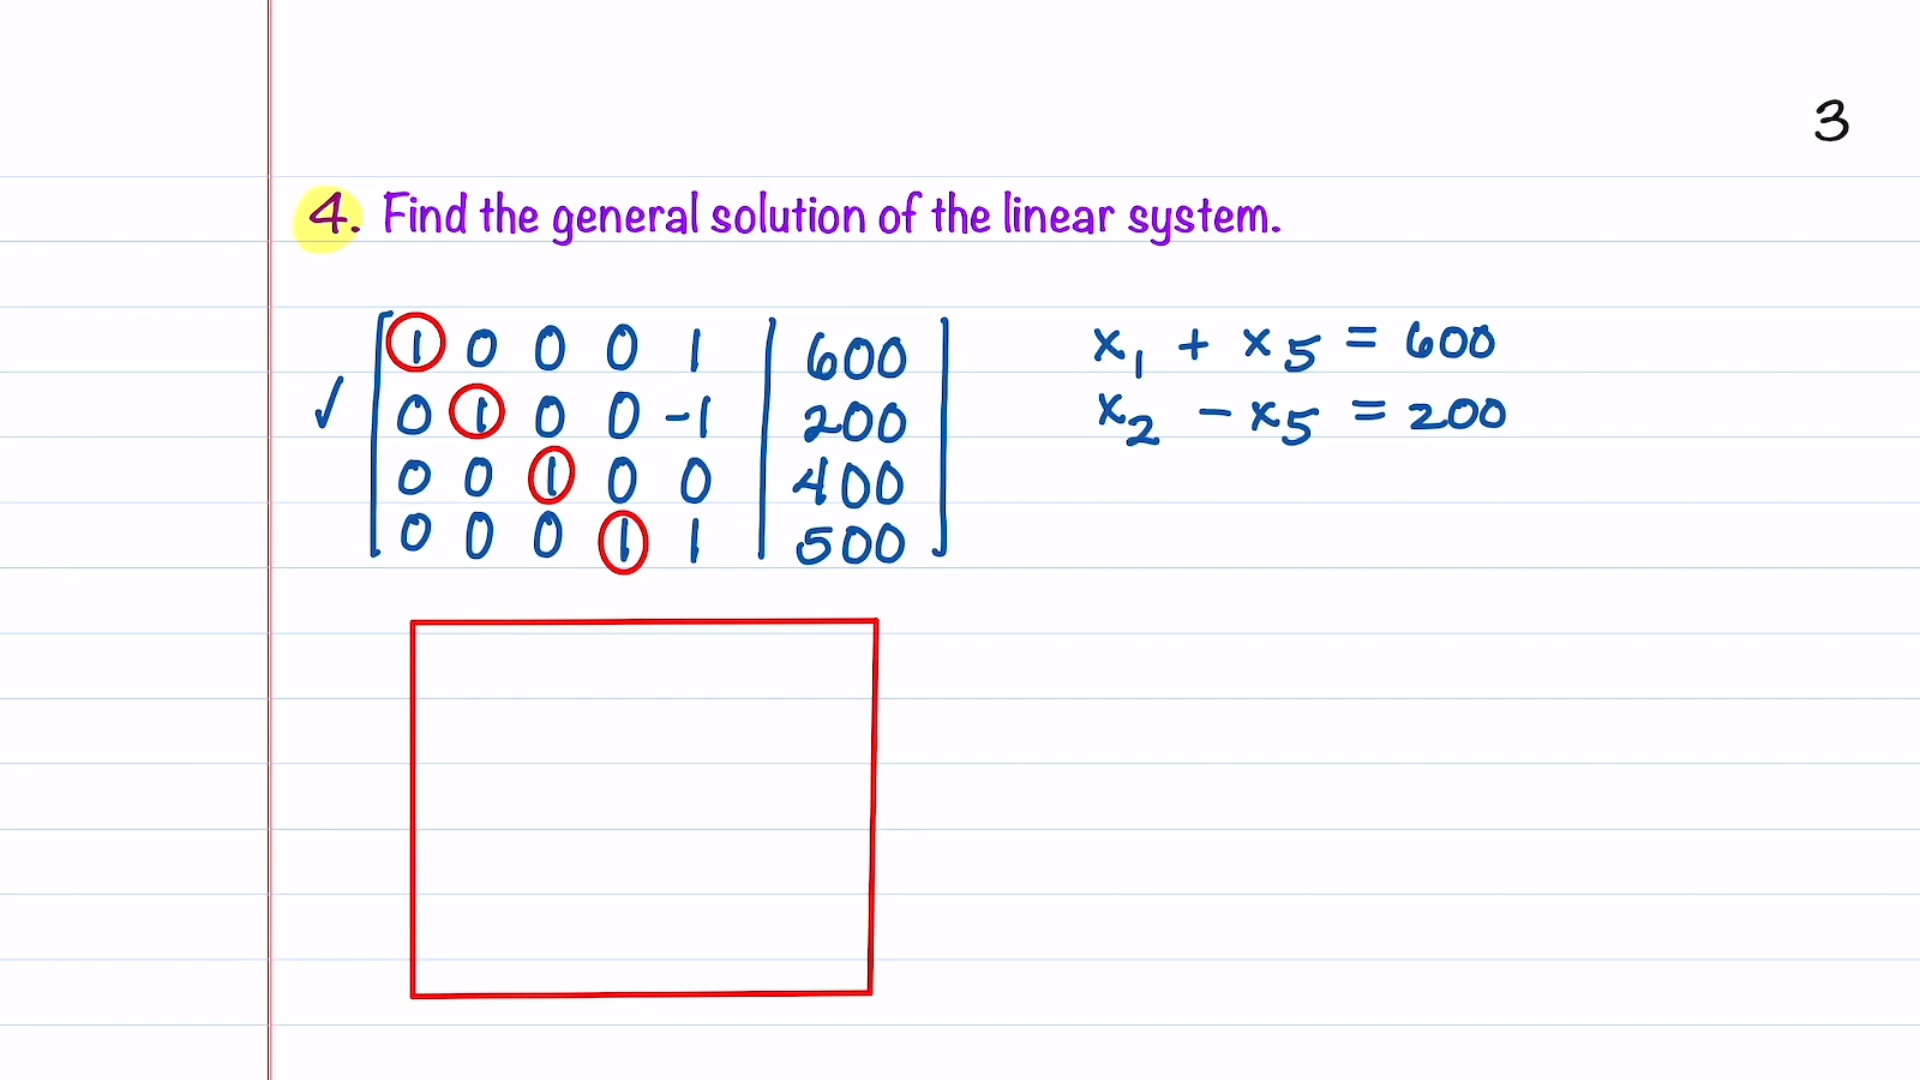 3
4. Find the general solution of the linear system.
1 0 0 0 1 | 600
✓ 0 1 0 0 -1 | 200
0 0 1 0 0 | 400
0 0 0 1 1 | 500
x₁ + x₅ = 600
x₂ - x₅ = 200